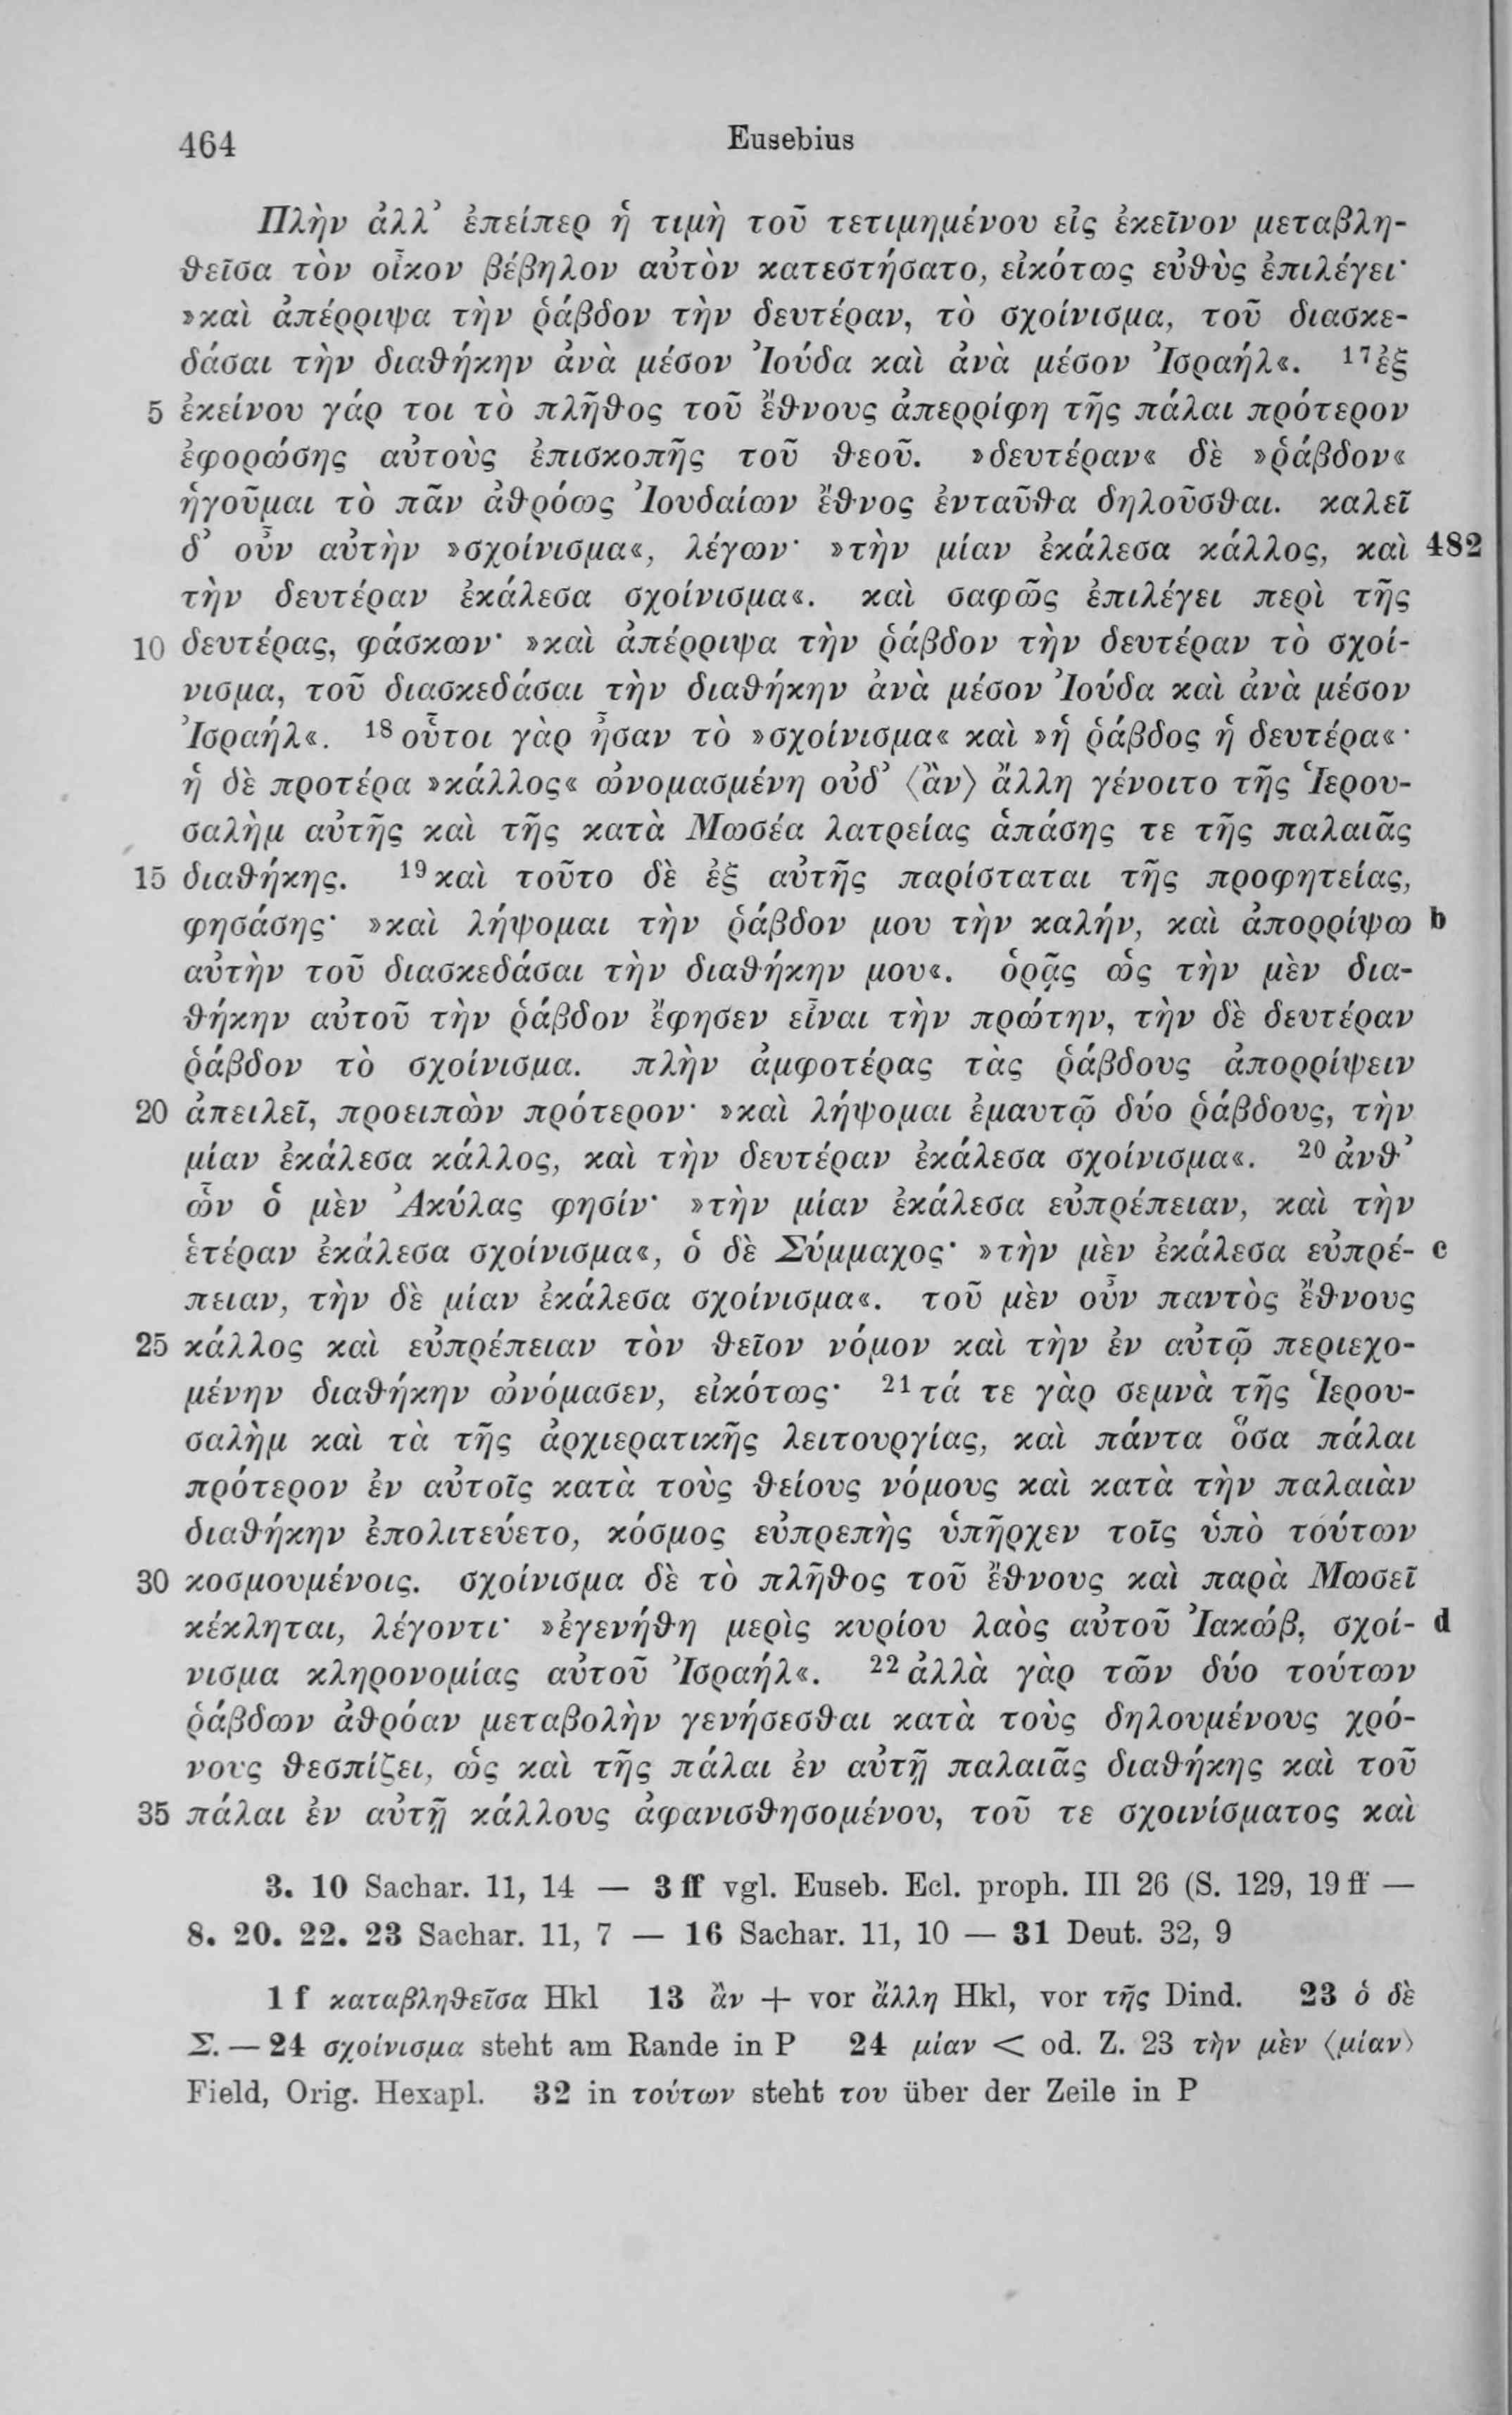 464 Eusebius
Πλὴν ἀλλ’ ἐπείπερ ἡ τιμὴ τοῦ τετιμημένου εἰς ἐκεῖνον μεταβλη-
θεῖσα τὸν οἶκον βέβηλον αὐτὸν κατεστήσατο, εἰκότως εὐθὺς ἐπιλέγει·
»καὶ ἀπέρριψα τὴν ῥάβδον τὴν δευτέραν, τὸ σχοίνισμα, τοῦ διασκε-
δάσαι τὴν διαθήκην ἀνὰ μέσον Ἰούδα καὶ ἀνὰ μέσον Ἰσραήλ«. ¹⁷ἐξ
5 ἐκείνου γάρ τοι τὸ πλῆθος τοῦ ἔθνους ἀπερρίφη τῆς πάλαι πρότερον
ἐφορώσης αὐτοὺς ἐπισκοπῆς τοῦ θεοῦ. »δευτέραν« δὲ »ῥάβδον«
ἡγοῦμαι τὸ πᾶν ἀθρόως Ἰουδαίων ἔθνος ἐνταῦθα δηλοῦσθαι. καλεῖ
δ’ οὖν αὐτὴν »σχοίνισμα«, λέγων· »τὴν μίαν ἐκάλεσα κάλλος, καὶ 482
τὴν δευτέραν ἐκάλεσα σχοίνισμα«. καὶ σαφῶς ἐπιλέγει περὶ τῆς
10 δευτέρας, φάσκων· »καὶ ἀπέρριψα τὴν ῥάβδον τὴν δευτέραν τὸ σχοί-
νισμα, τοῦ διασκεδάσαι τὴν διαθήκην ἀνὰ μέσον Ἰούδα καὶ ἀνὰ μέσον
Ἰσραήλ«. ¹⁸οὗτοι γὰρ ἦσαν τὸ »σχοίνισμα« καὶ »ἡ ῥάβδος ἡ δευτέρα«·
ἡ δὲ προτέρα »κάλλος« ὠνομασμένη οὐδ’ ⟨ἂν⟩ ἄλλη γένοιτο τῆς Ἱερου-
σαλὴμ αὐτῆς καὶ τῆς κατὰ Μωσέα λατρείας ἁπάσης τε τῆς παλαιᾶς
15 διαθήκης. ¹⁹καὶ τοῦτο δὲ ἐξ αὐτῆς παρίσταται τῆς προφητείας,
φησάσης· »καὶ λήψομαι τὴν ῥάβδον μου τὴν καλήν, καὶ ἀπορρίψω b
αὐτὴν τοῦ διασκεδάσαι τὴν διαθήκην μου«. ὁρᾷς ὡς τὴν μὲν δια-
θήκην αὐτοῦ τὴν ῥάβδον ἔφησεν εἶναι τὴν πρώτην, τὴν δὲ δευτέραν
ῥάβδον τὸ σχοίνισμα. πλὴν ἀμφοτέρας τὰς ῥάβδους ἀπορρίψειν
20 ἀπειλεῖ, προειπὼν πρότερον· »καὶ λήψομαι ἐμαυτῷ δύο ῥάβδους, τὴν
μίαν ἐκάλεσα κάλλος, καὶ τὴν δευτέραν ἐκάλεσα σχοίνισμα«. ²⁰ἀνθ’
ὧν ὁ μὲν Ἀκύλας φησίν· »τὴν μίαν ἐκάλεσα εὐπρέπειαν, καὶ τὴν
ἑτέραν ἐκάλεσα σχοίνισμα«, ὁ δὲ Σύμμαχος· »τὴν μὲν ἐκάλεσα εὐπρέ- c
πειαν, τὴν δὲ μίαν ἐκάλεσα σχοίνισμα«. τοῦ μὲν οὖν παντὸς ἔθνους
25 κάλλος καὶ εὐπρέπειαν τὸν θεῖον νόμον καὶ τὴν ἐν αὐτῷ περιεχο-
μένην διαθήκην ὠνόμασεν, εἰκότως· ²¹τά τε γὰρ σεμνὰ τῆς Ἱερου-
σαλὴμ καὶ τὰ τῆς ἀρχιερατικῆς λειτουργίας, καὶ πάντα ὅσα πάλαι
πρότερον ἐν αὐτοῖς κατὰ τοὺς θείους νόμους καὶ κατὰ τὴν παλαιὰν
διαθήκην ἐπολιτεύετο, κόσμος εὐπρεπὴς ὑπῆρχεν τοῖς ὑπὸ τούτων
30 κοσμουμένοις. σχοίνισμα δὲ τὸ πλῆθος τοῦ ἔθνους καὶ παρὰ Μωσεῖ
κέκληται, λέγοντι· »ἐγενήθη μερὶς κυρίου λαὸς αὐτοῦ Ἰακώβ, σχοί- d
νισμα κληρονομίας αὐτοῦ Ἰσραήλ«. ²²ἀλλὰ γὰρ τῶν δύο τούτων
ῥάβδων ἀθρόαν μεταβολὴν γενήσεσθαι κατὰ τοὺς δηλουμένους χρό-
νους θεσπίζει, ὡς καὶ τῆς πάλαι ἐν αὐτῇ παλαιᾶς διαθήκης καὶ τοῦ
35 πάλαι ἐν αὐτῇ κάλλους ἀφανισθησομένου, τοῦ τε σχοινίσματος καὶ
3. 10 Sachar. 11, 14 — 3 ff vgl. Euseb. Ecl. proph. III 26 (S. 129, 19 ff —
8. 20. 22. 23 Sachar. 11, 7 — 16 Sachar. 11, 10 — 31 Deut. 32, 9
1 f καταβληθεῖσα Hkl 13 ἂν + vor ἄλλη Hkl, vor τῆς Dind. 23 ὁ δὲ
Σ. — 24 σχοίνισμα steht am Rande in P 24 μίαν < od. Z. 23 τὴν μὲν ⟨μίαν⟩
Field, Orig. Hexapl. 32 in τούτων steht του über der Zeile in P